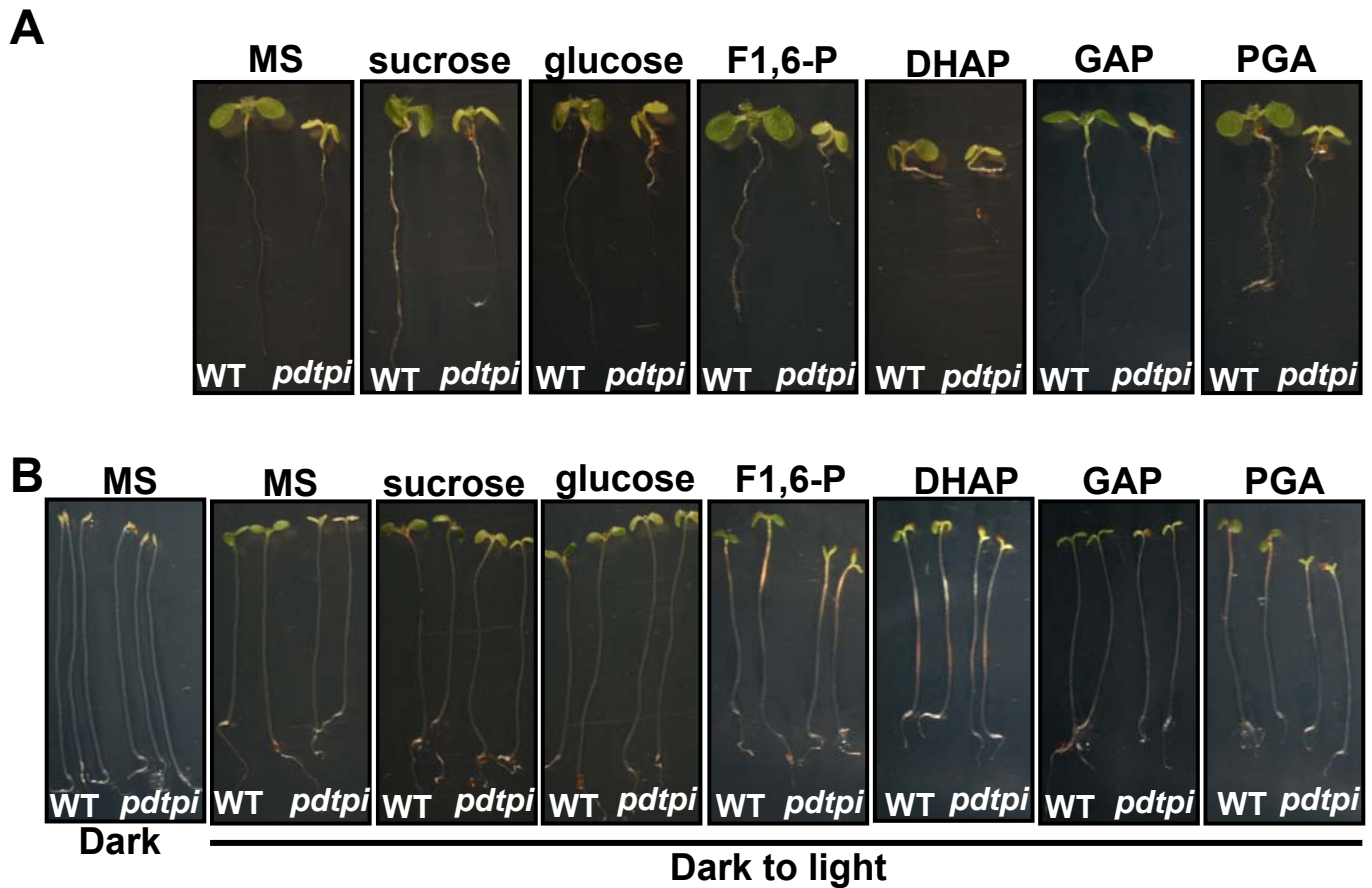 A
MS sucrose glucose F1,6-P DHAP GAP PGA
WT pdtpi WT pdtpi WT pdtpi WT pdtpi WT pdtpi WT pdtpi WT pdtpi
B
MS MS sucrose glucose F1,6-P DHAP GAP PGA
WT pdtpi WT pdtpi WT pdtpi WT pdtpi WT pdtpi WT pdtpi WT pdtpi WT pdtpi
Dark
Dark to light